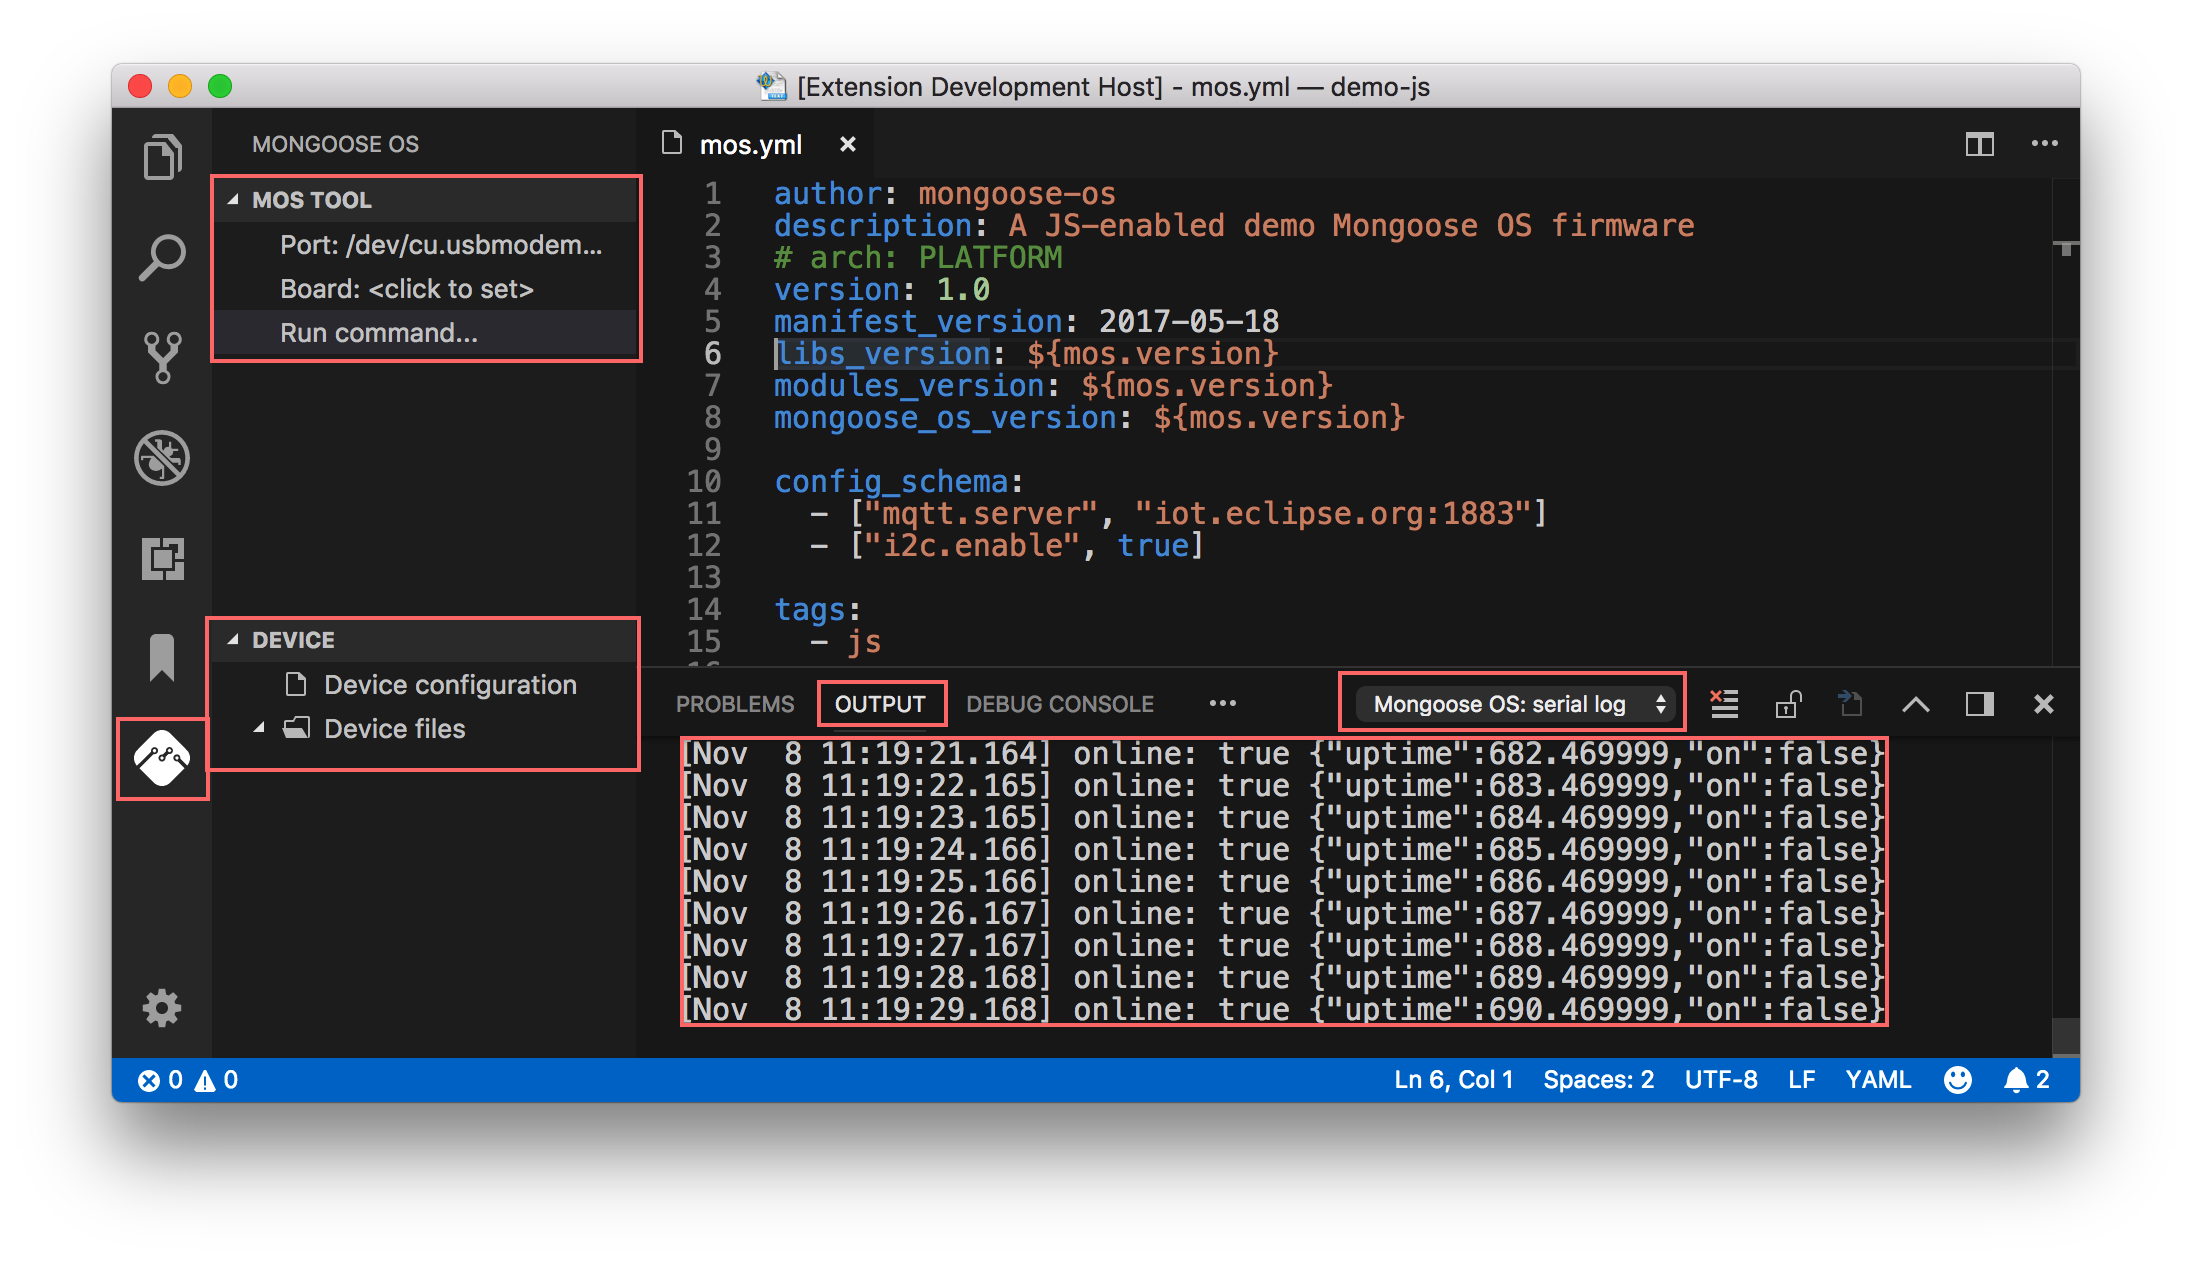 [Extension Development Host] - mos.yml — demo-js
MONGOOSE OS
MOS TOOL
Port: /dev/cu.usbmodem...
Board: <click to set>
Run command...
DEVICE
Device configuration
Device files
mos.yml
1 author: mongoose-os
2 description: A JS-enabled demo Mongoose OS firmware
3 # arch: PLATFORM
4 version: 1.0
5 manifest_version: 2017-05-18
6 libs_version: ${mos.version}
7 modules_version: ${mos.version}
8 mongoose_os_version: ${mos.version}
9
10 config_schema:
11   - ["mqtt.server", "iot.eclipse.org:1883"]
12   - ["i2c.enable", true]
13
14 tags:
15   - js
PROBLEMS OUTPUT DEBUG CONSOLE ··· Mongoose OS: serial log
[Nov  8 11:19:21.164] online: true {"uptime":682.469999,"on":false}
[Nov  8 11:19:22.165] online: true {"uptime":683.469999,"on":false}
[Nov  8 11:19:23.165] online: true {"uptime":684.469999,"on":false}
[Nov  8 11:19:24.166] online: true {"uptime":685.469999,"on":false}
[Nov  8 11:19:25.166] online: true {"uptime":686.469999,"on":false}
[Nov  8 11:19:26.167] online: true {"uptime":687.469999,"on":false}
[Nov  8 11:19:27.167] online: true {"uptime":688.469999,"on":false}
[Nov  8 11:19:28.168] online: true {"uptime":689.469999,"on":false}
[Nov  8 11:19:29.168] online: true {"uptime":690.469999,"on":false}
0 0 Ln 6, Col 1 Spaces: 2 UTF-8 LF YAML 2